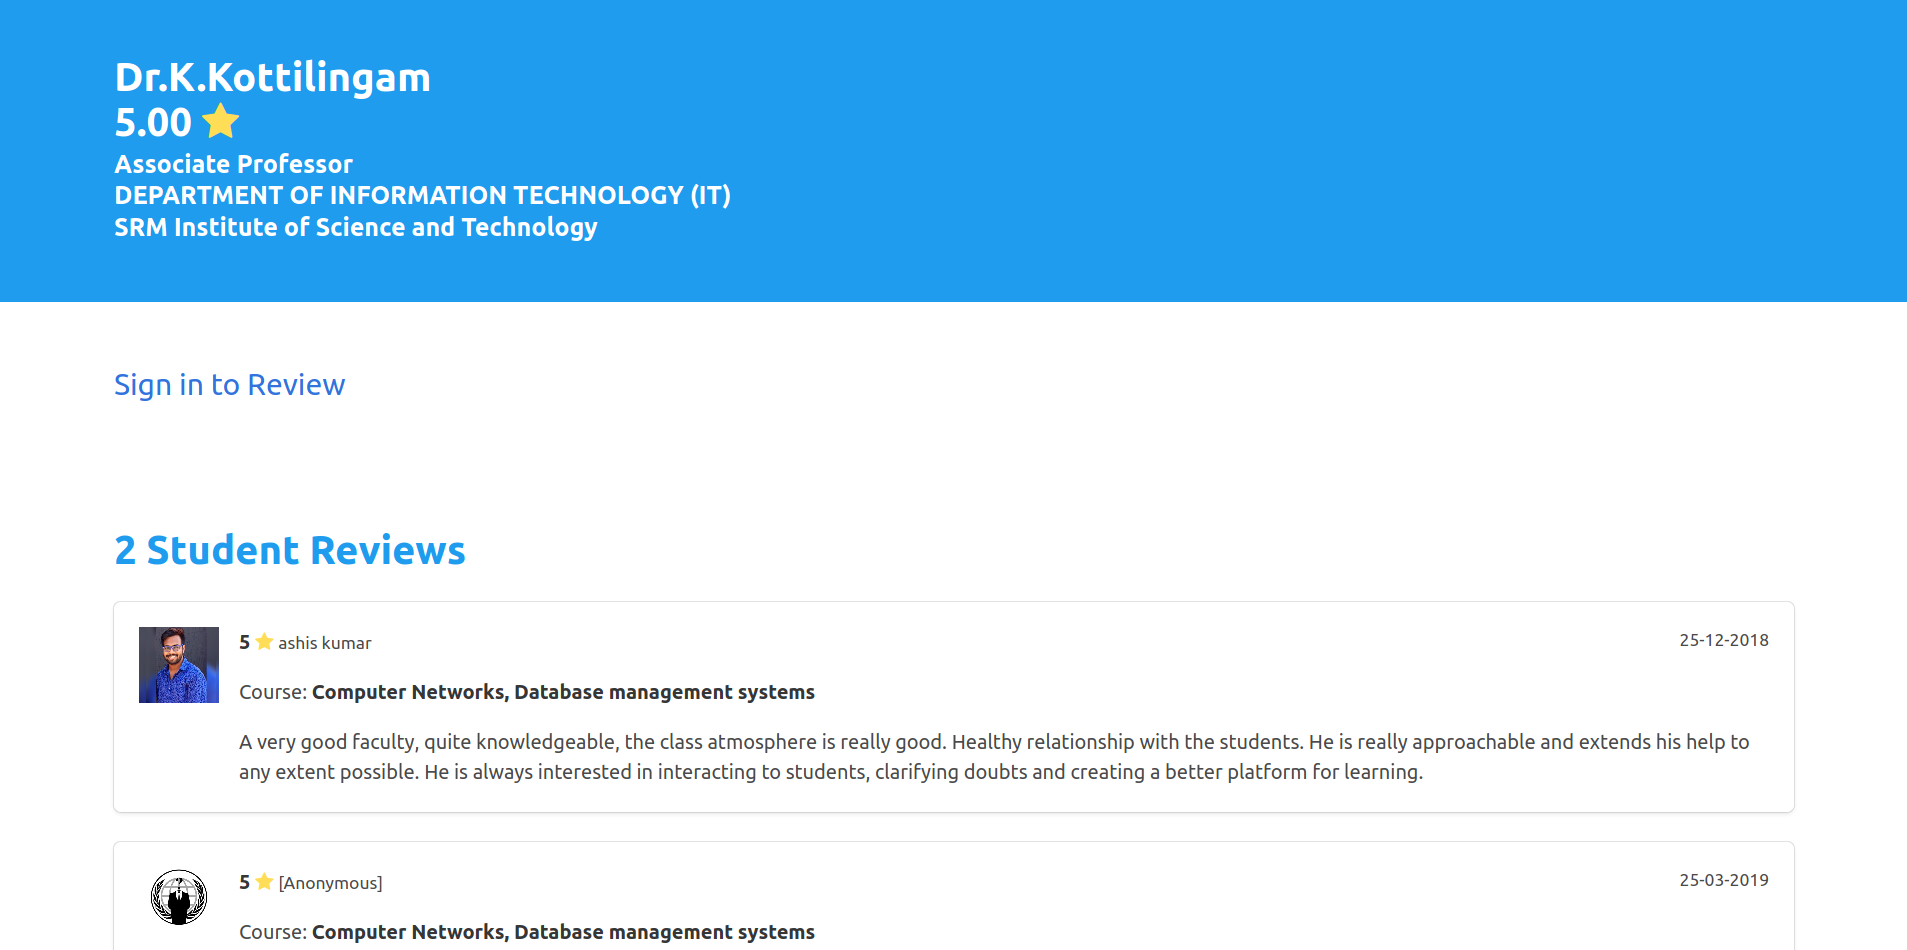 Dr.K.Kottilingam
5.00
Associate Professor
DEPARTMENT OF INFORMATION TECHNOLOGY (IT)
SRM Institute of Science and Technology
Sign in to Review
2 Student Reviews
5 ashis kumar
25-12-2018
Course: Computer Networks, Database management systems
A very good faculty, quite knowledgeable, the class atmosphere is really good. Healthy relationship with the students. He is really approachable and extends his help to
any extent possible. He is always interested in interacting to students, clarifying doubts and creating a better platform for learning.
5 [Anonymous]
25-03-2019
Course: Computer Networks, Database management systems